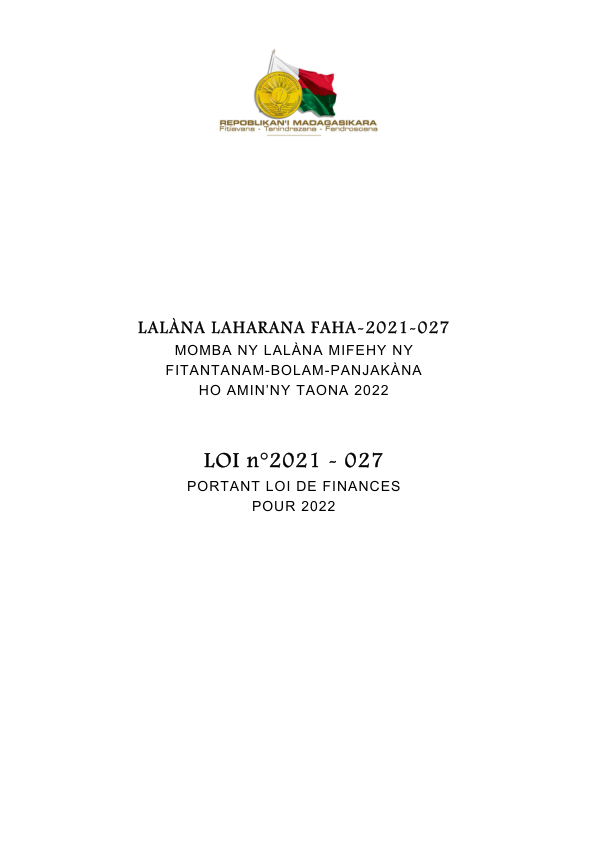 REPOBLIKAN'I MADAGASIKARA
Fitiavana - Tanindrazana - Fandrosoana
LALÀNA LAHARANA FAHA-2021-027
MOMBA NY LALÀNA MIFEHY NY
FITANTANAM-BOLAM-PANJAKÀNA
HO AMIN'NY TAONA 2022
LOI n°2021 - 027
PORTANT LOI DE FINANCES
POUR 2022